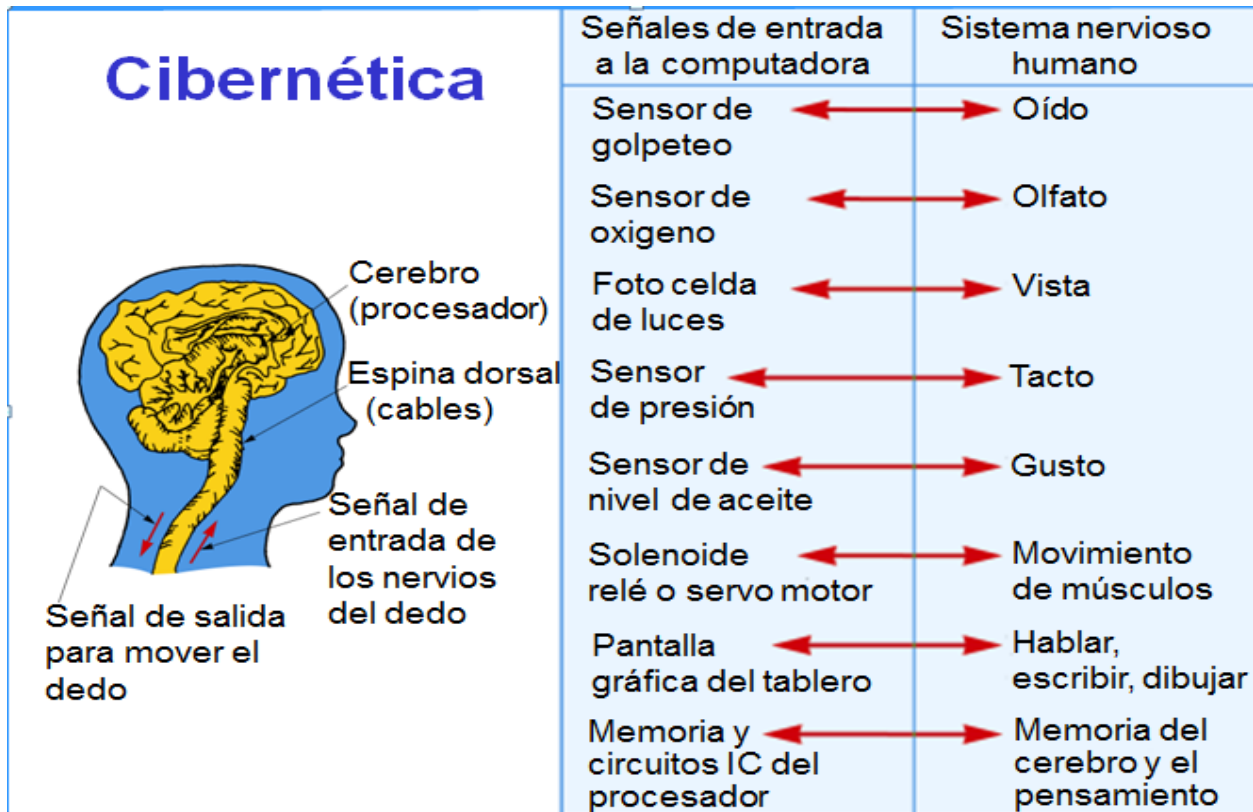 Cibernética
Cerebro
(procesador)
Espina dorsal
(cables)
Señal de
entrada de
los nervios
del dedo
Señal de salida
para mover el
dedo
Señales de entrada
a la computadora
Sistema nervioso
humano
Sensor de
golpeteo
Oído
Sensor de
oxigeno
Olfato
Foto celda
de luces
Vista
Sensor
de presión
Tacto
Sensor de
nivel de aceite
Gusto
Solenoide
relé o servo motor
Movimiento
de músculos
Pantalla
gráfica del tablero
Hablar,
escribir, dibujar
Memoria y
circuitos IC del
procesador
Memoria del
cerebro y el
pensamiento